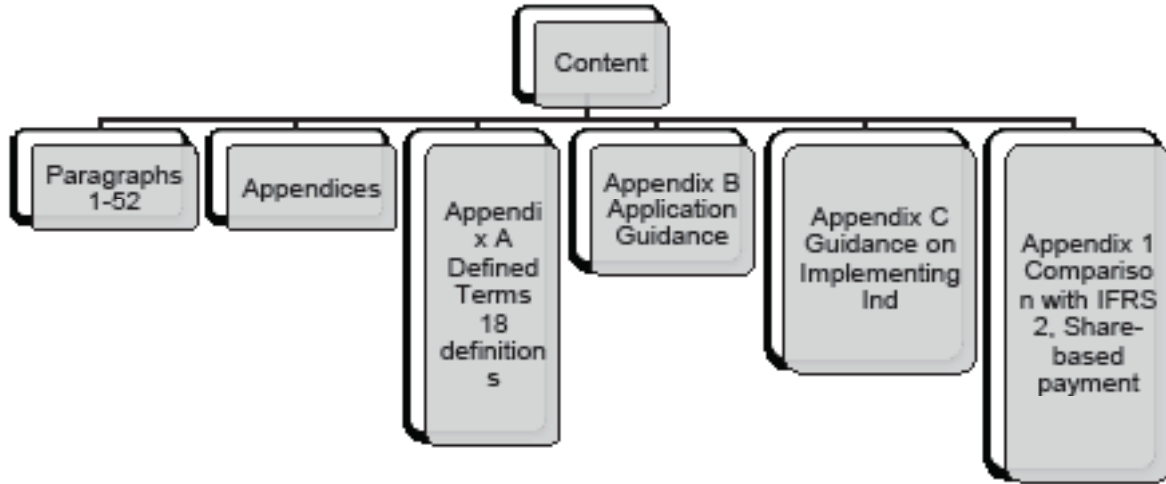 Content
Paragraphs
1-52
Appendices
Appendi
x A
Defined
Terms
18
definition
s
Appendix B
Application
Guidance
Appendix C
Guidance on
Implementing
Ind
Appendix 1
Compariso
n with IFRS
2, Share-
based
payment